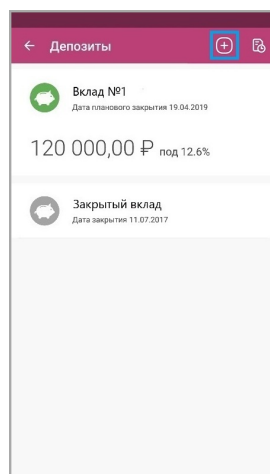 Депозиты
Вклад №1
Дата планового закрытия 19.04.2019
120 000,00 ₽ под 12.6%
Закрытый вклад
Дата закрытия 11.07.2017